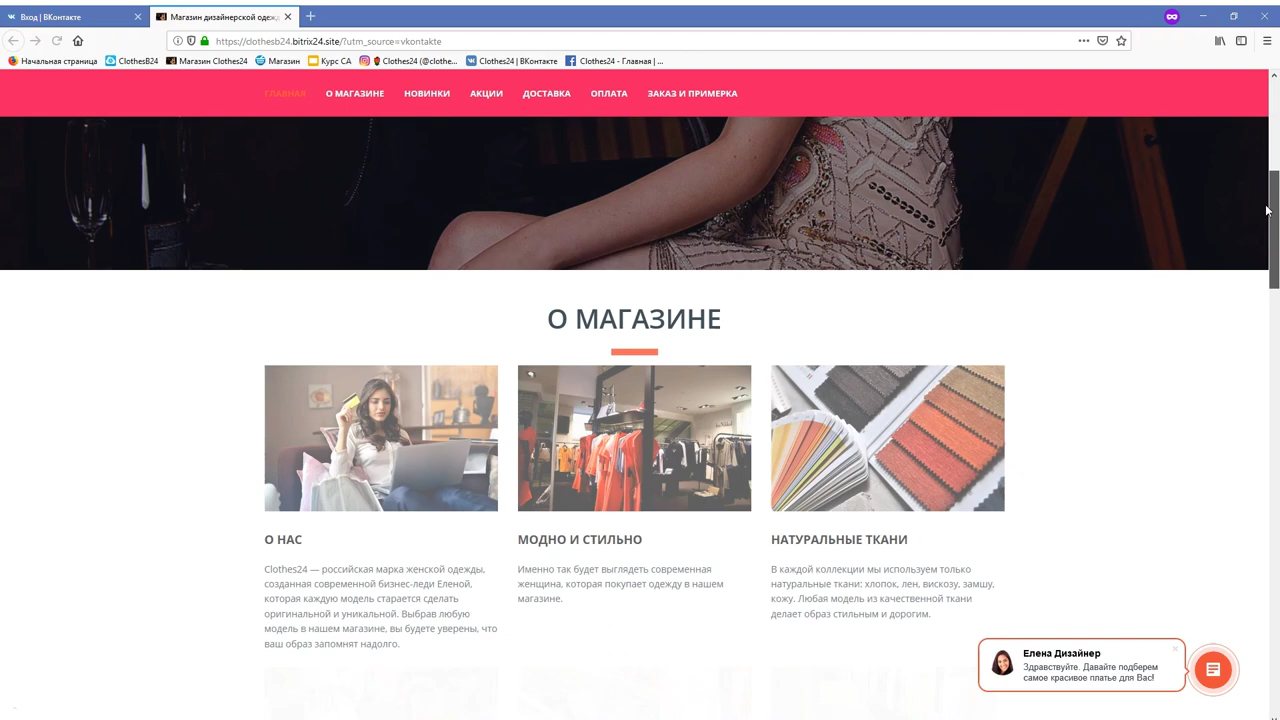 Вход | ВКонтакте
Магазин дизайнерской одежд
https://clothesb24.bitrix24.site/?utm_source=vkontakte
Начальная страница ClothesB24 Магазин Clothes24 Магазин Курс CA Clothes24 (@clothe... Clothes24 | ВКонтакте Clothes24 - Главная | ...
ГЛАВНАЯ О МАГАЗИНЕ НОВИНКИ АКЦИИ ДОСТАВКА ОПЛАТА ЗАКАЗ И ПРИМЕРКА
О МАГАЗИНЕ
О НАС
Clothes24 — российская марка женской одежды,
созданная современной бизнес-леди Еленой,
которая каждую модель старается сделать
оригинальной и уникальной. Выбрав любую
модель в нашем магазине, вы будете уверены, что
ваш образ запомнят надолго.
МОДНО И СТИЛЬНО
Именно так будет выглядеть современная
женщина, которая покупает одежду в нашем
магазине.
НАТУРАЛЬНЫЕ ТКАНИ
В каждой коллекции мы используем только
натуральные ткани: хлопок, лен, вискозу, замшу,
кожу. Любая модель из качественной ткани
делает образ стильным и дорогим.
Елена Дизайнер
Здравствуйте. Давайте подберем
самое красивое платье для Вас!